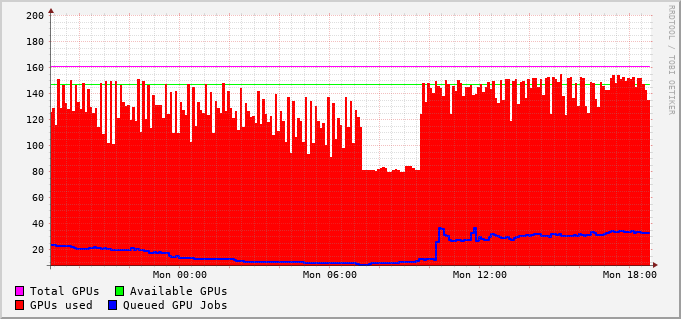 200
180
160
140
120
100
80
60
40
20
Mon 00:00 Mon 06:00 Mon 12:00 Mon 18:00
Total GPUs Available GPUs
GPUs used Queued GPU Jobs
RRDTOOL / TOBI OETIKER